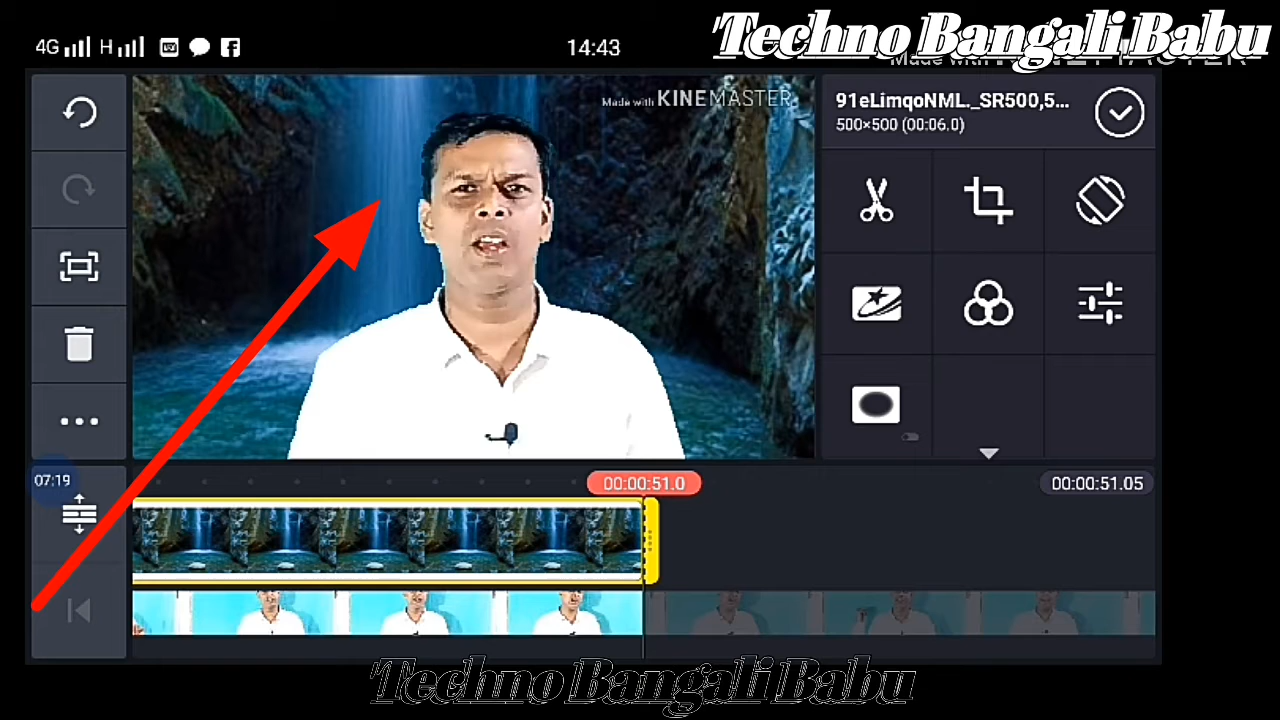 4G H 14:43
Techno Bangali Babu
Made with KINEMASTER
91eLimqoNML._SR500,5...
500×500 (00:06.0)
07:19
00:00:51.0
00:00:51.05
Techno Bangali Babu